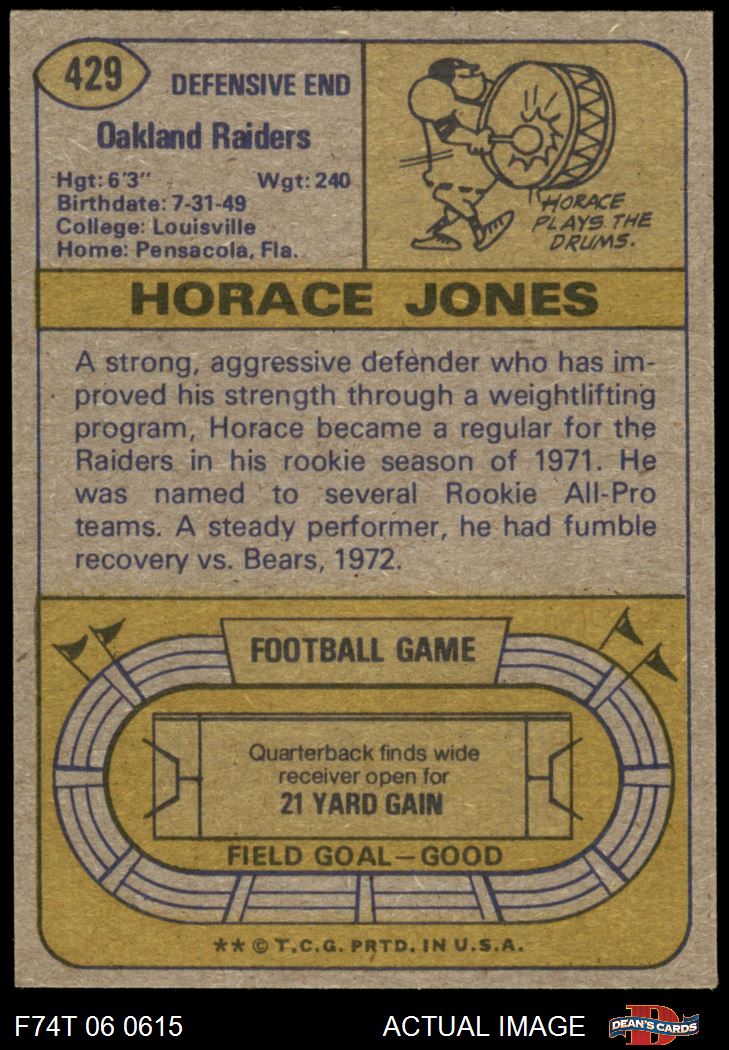 429
DEFENSIVE END
Oakland Raiders
Hgt: 6'3" Wgt: 240
Birthdate: 7-31-49
College: Louisville
Home: Pensacola, Fla.
HORACE
PLAYS THE
DRUMS.
HORACE JONES
A strong, aggressive defender who has im-
proved his strength through a weightlifting
program, Horace became a regular for the
Raiders in his rookie season of 1971. He
was named to several Rookie All-Pro
teams. A steady performer, he had fumble
recovery vs. Bears, 1972.
FOOTBALL GAME
Quarterback finds wide
receiver open for
21 YARD GAIN
FIELD GOAL—GOOD
** © T.C.G. PRTD. IN U.S.A.
F74T 06 0615 ACTUAL IMAGE
D
DEAN'S CARDS